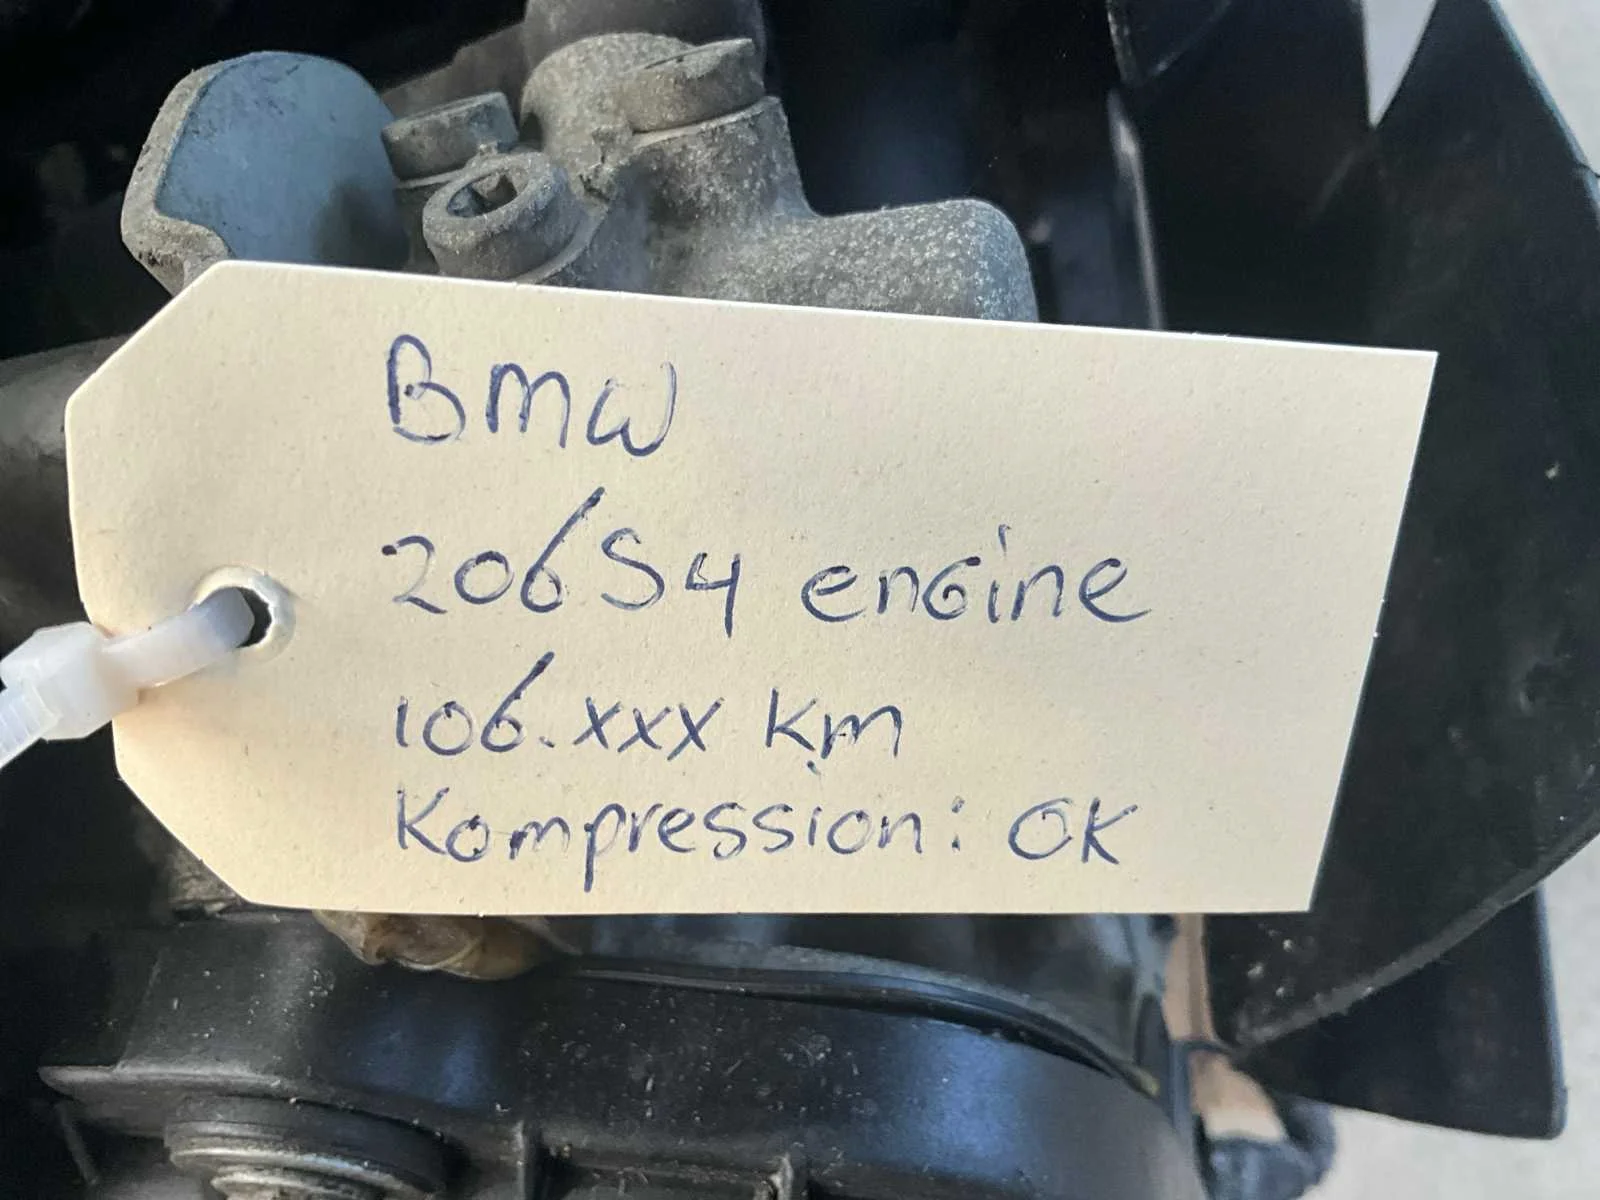 BMW
206S4 engine
106.xxx km
Kompression: OK